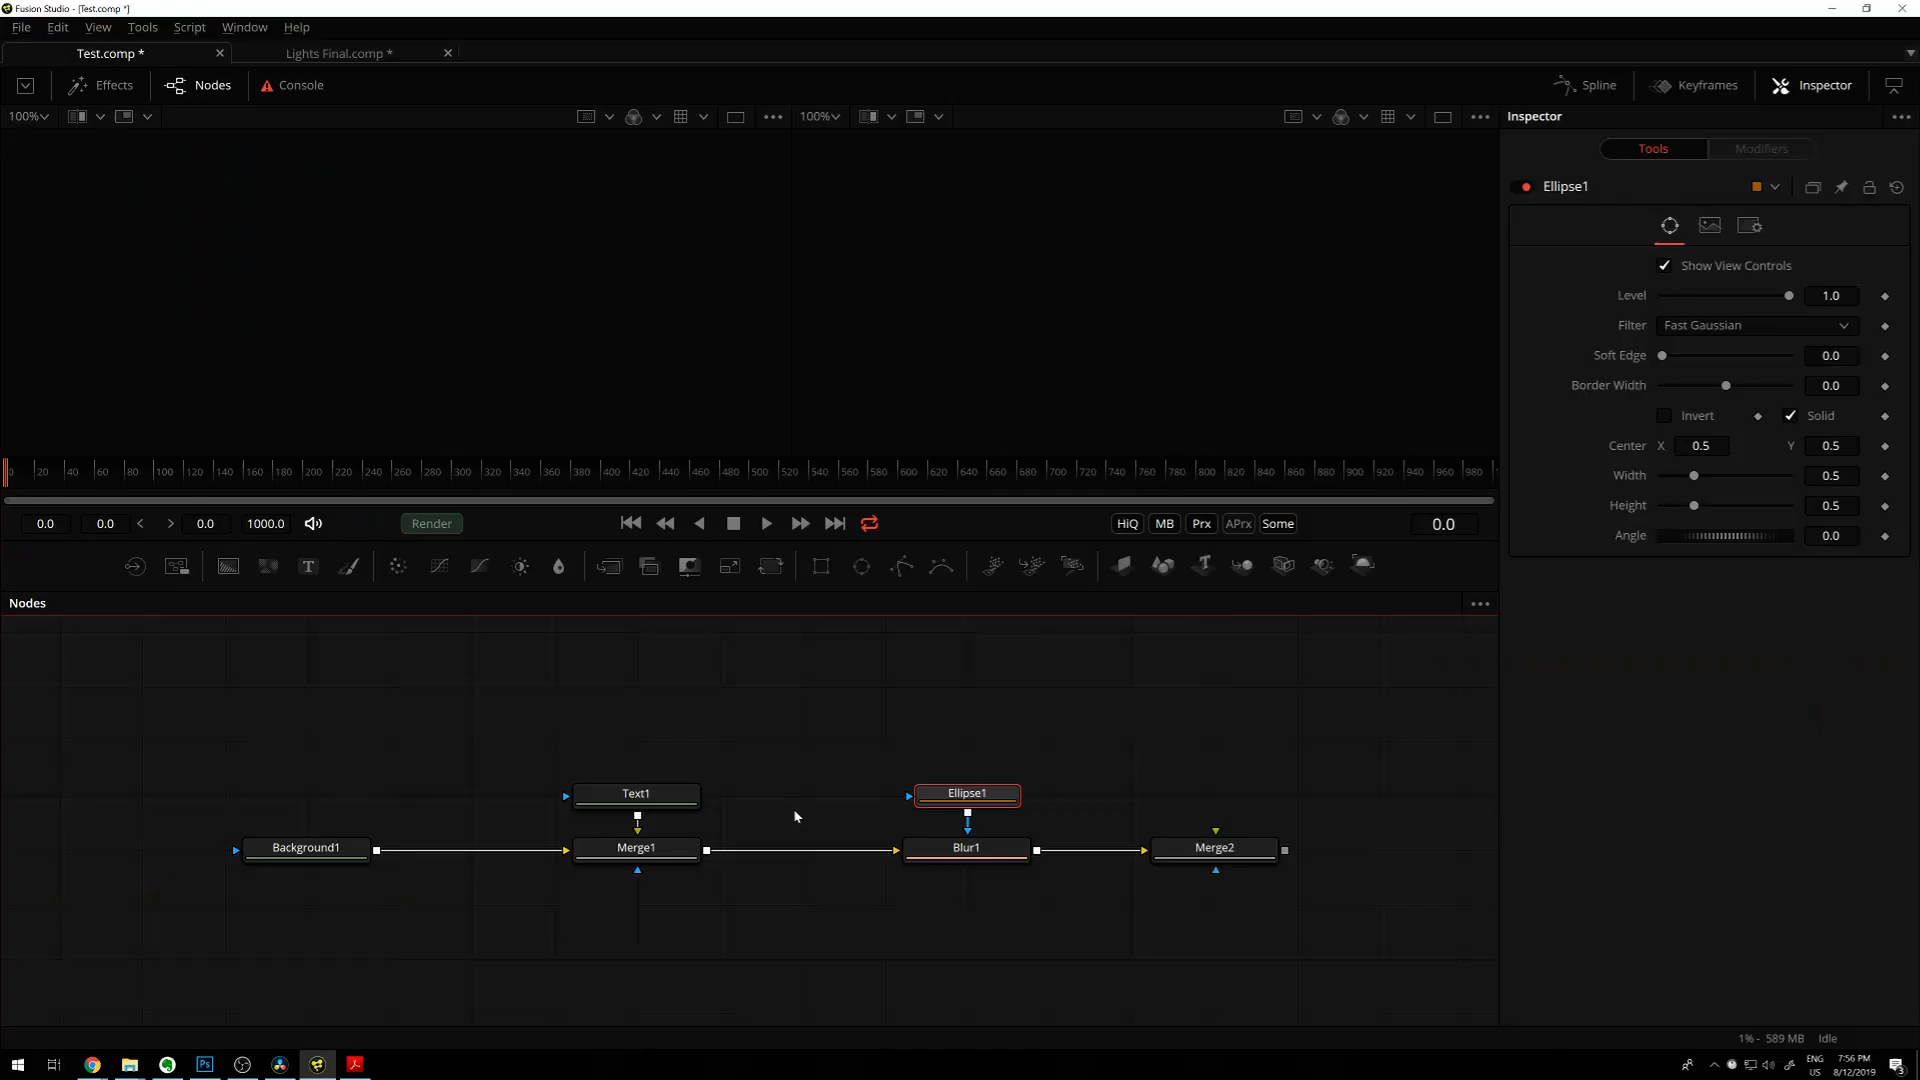 Fusion Studio - [Test.comp *]
File Edit View Tools Script Window Help
Test.comp * Lights Final.comp *
Effects Nodes Console Spline Keyframes Inspector
100% 100% Inspector
Tools Modifiers
Ellipse1
Show View Controls
Level 1.0
Filter Fast Gaussian
Soft Edge 0.0
Border Width 0.0
Invert Solid
Center X 0.5 Y 0.5
Width 0.5
Height 0.5
Angle 0.0
0 20 40 60 80 100 120 140 160 180 200 220 240 260 280 300 320 340 360 380 400 420 440 460 480 500 520 540 560 580 600 620 640 660 680 700 720 740 760 780 800 820 840 860 880 900 920 940 960 980
0.0 0.0 0.0 1000.0 Render HiQ MB Prx APrx Some 0.0
Nodes
Text1 Ellipse1
Background1 Merge1 Blur1 Merge2
1% - 589 MB Idle
ENG 7:56 PM
US 8/12/2019